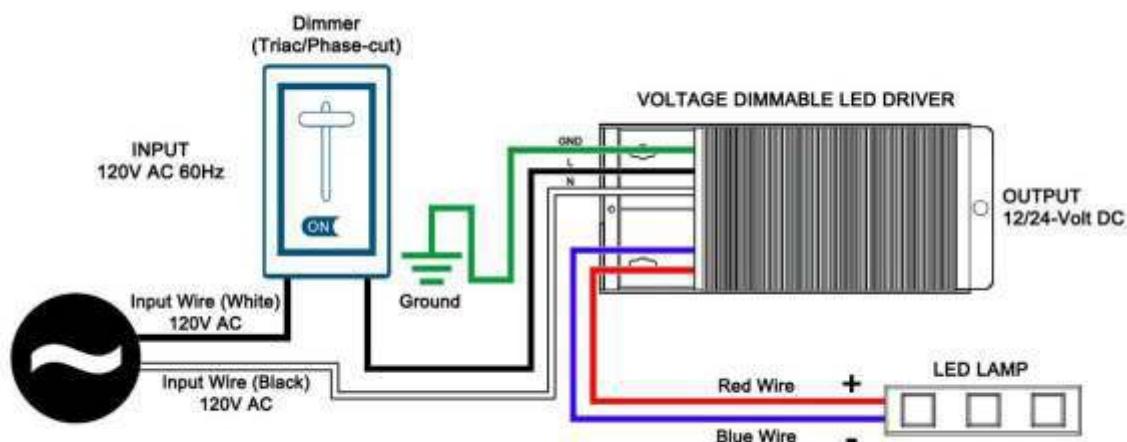 Dimmer
(Triac/Phase-cut)
VOLTAGE DIMMABLE LED DRIVER
INPUT
120V AC 60Hz
GND
L
N
OUTPUT
12/24-Volt DC
ON
Ground
Input Wire (White)
120V AC
Input Wire (Black)
120V AC
LED LAMP
Red Wire +
Blue Wire -